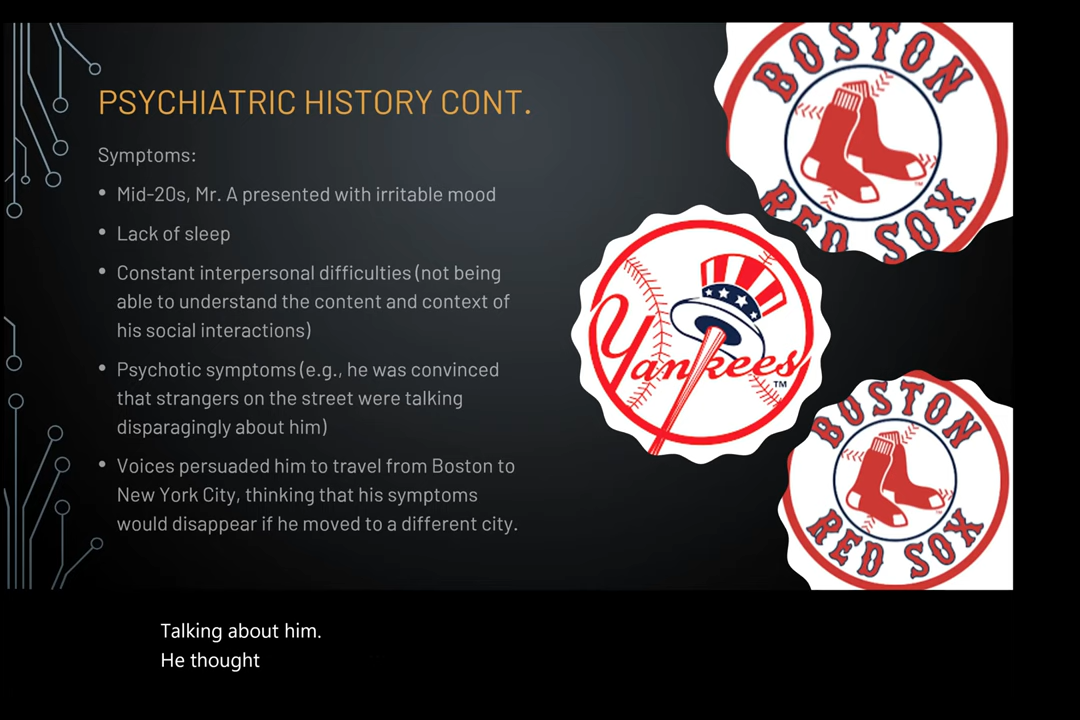 PSYCHIATRIC HISTORY CONT.
Symptoms:
• Mid-20s, Mr. A presented with irritable mood
• Lack of sleep
• Constant interpersonal difficulties (not being
able to understand the content and context of
his social interactions)
• Psychotic symptoms (e.g., he was convinced
that strangers on the street were talking
disparagingly about him)
• Voices persuaded him to travel from Boston to
New York City, thinking that his symptoms
would disappear if he moved to a different city.
BOSTON
RED SOX
TM
Yankees
TM
BOSTON
RED SOX
TM
Talking about him.
He thought